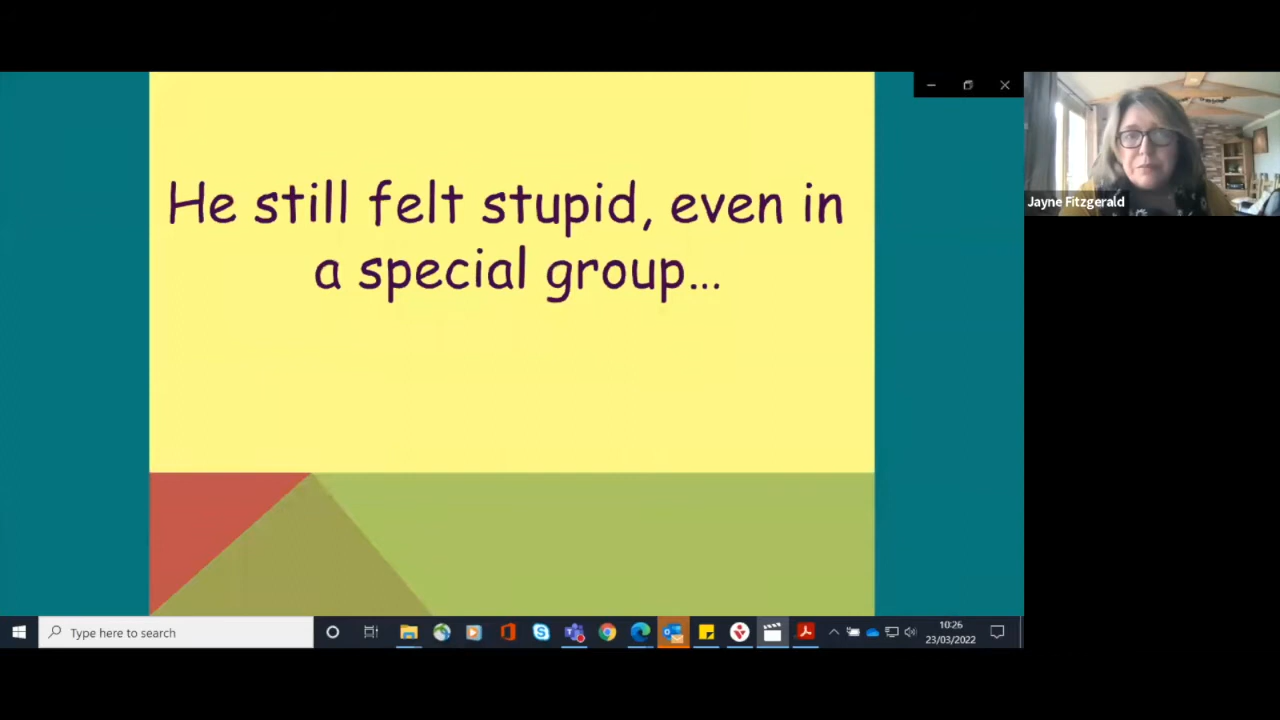 He still felt stupid, even in
a special group...
Jayne Fitzgerald
Type here to search
10:26
23/03/2022